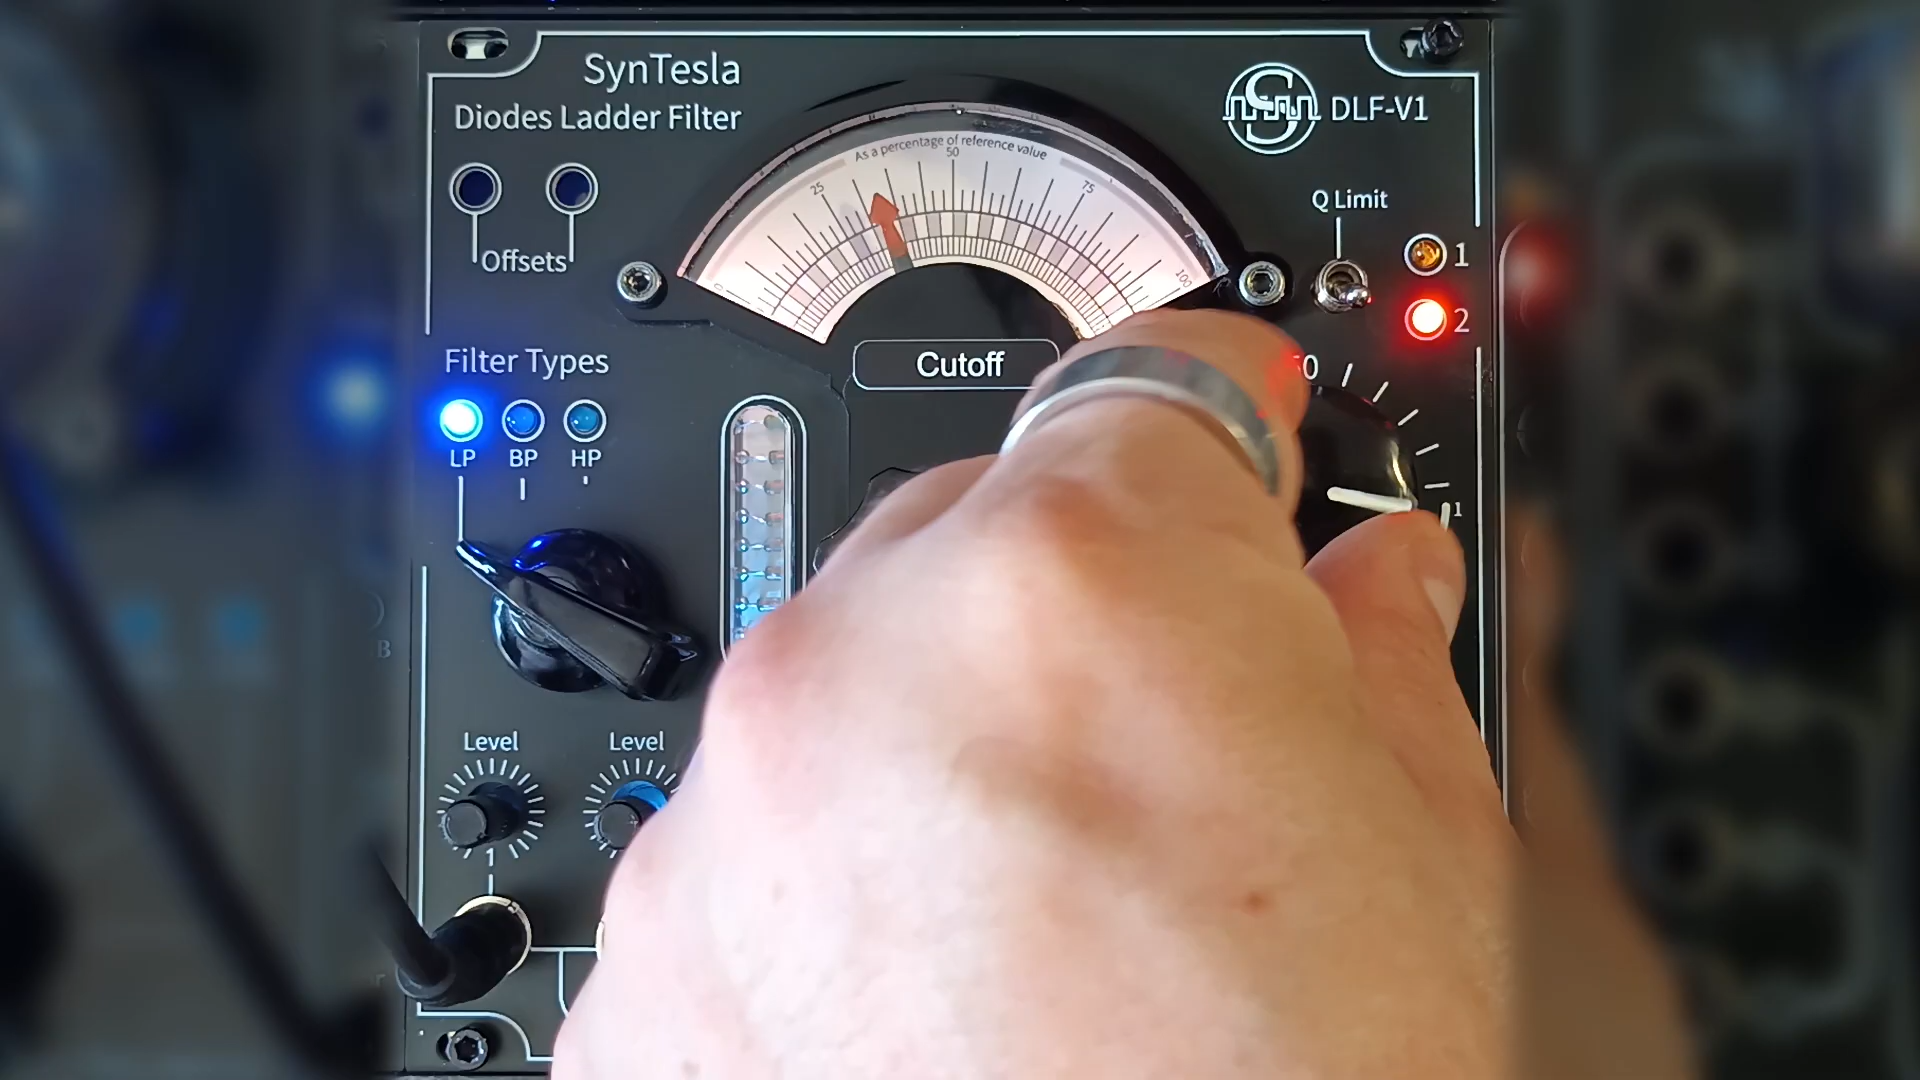 SynTesla
Diodes Ladder Filter
DLF-V1
As a percentage of reference value
0
25
50
75
100
Q Limit
1
2
Offsets
Cutoff
Filter Types
LP
BP
HP
1
Level
Level
1
B